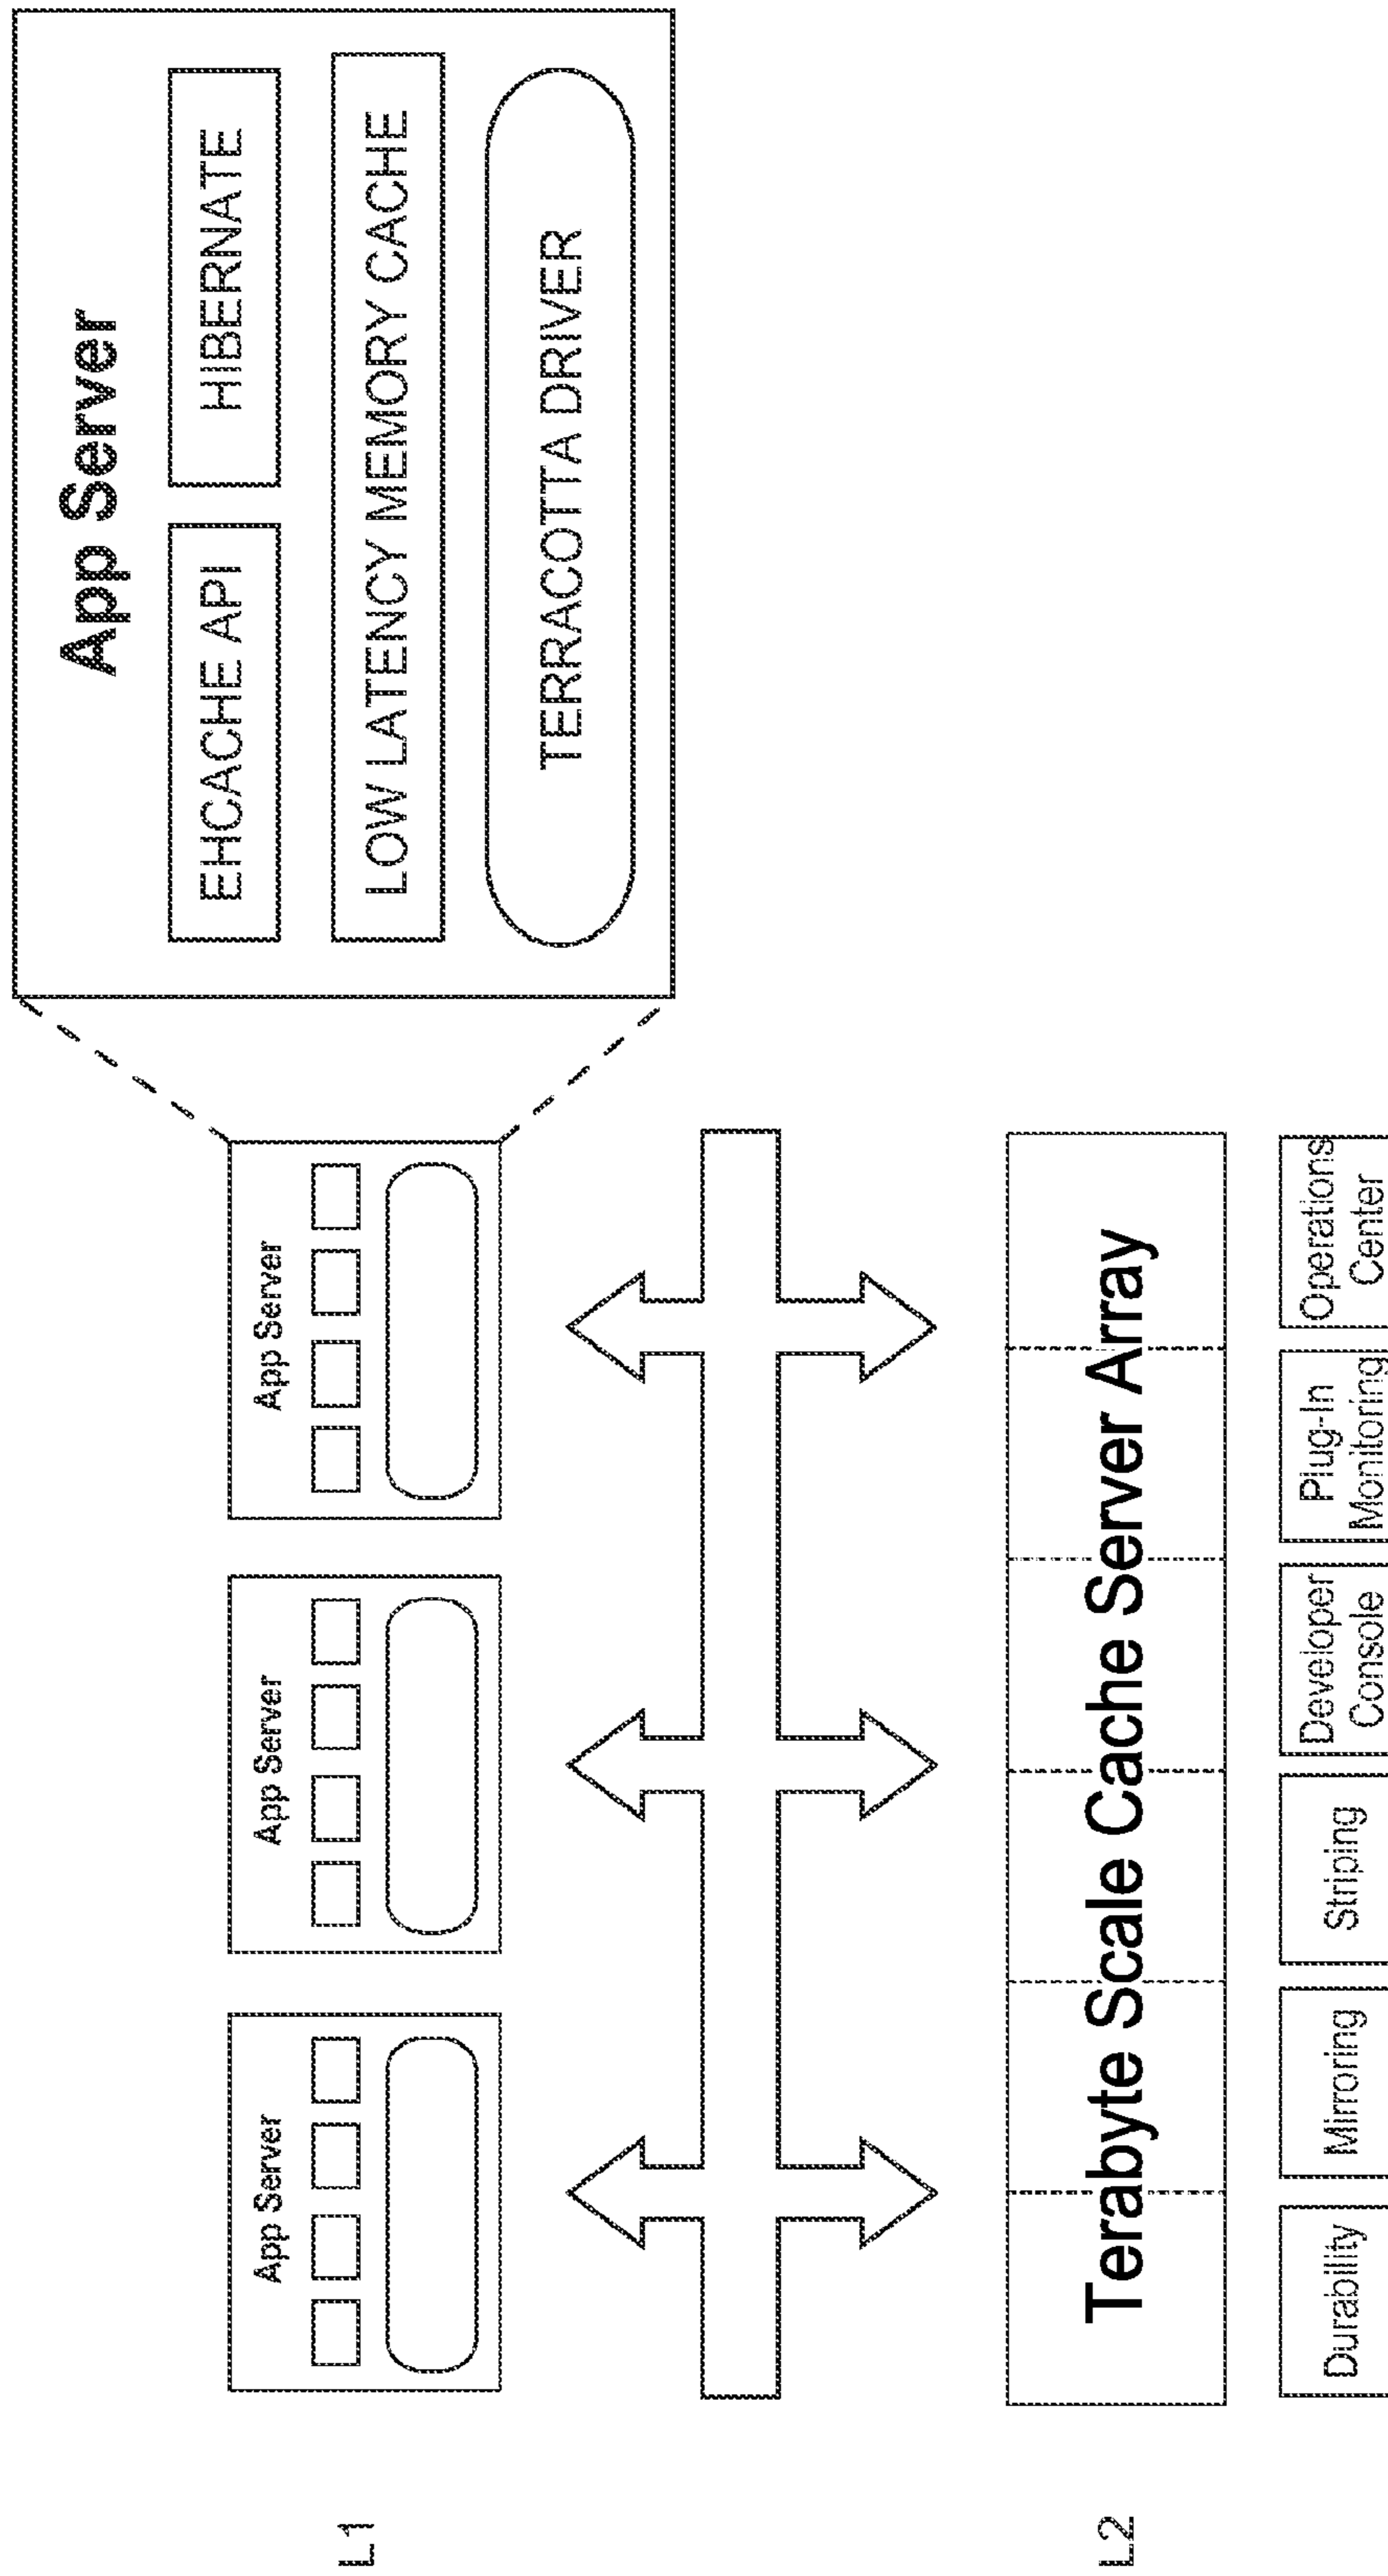 App Server
EHCACHE API
HIBERNATE
LOW LATENCY MEMORY CACHE
TERRACOTTA DRIVER
L1
App Server
App Server
App Server
L2
Terabyte Scale Cache Server Array
Durability
Mirroring
Striping
Developer
Console
Plug-In
Monitoring
Operations
Center